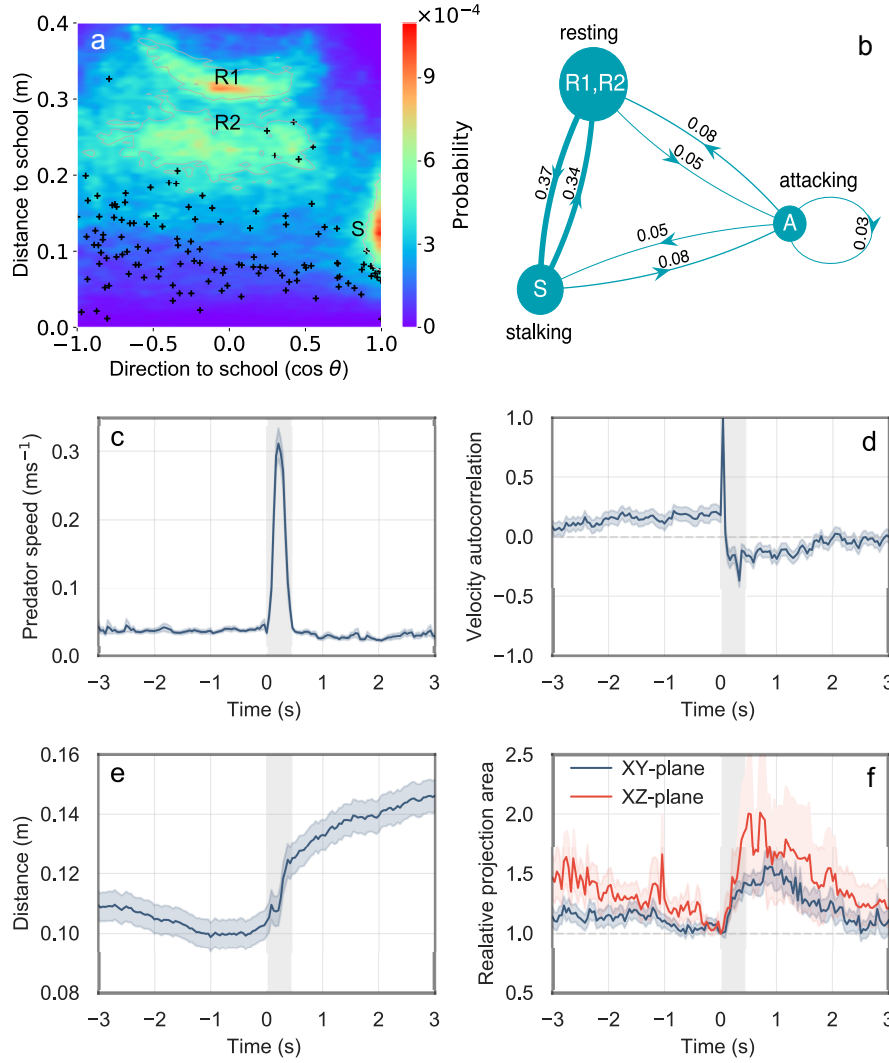 a
R1
R2
S
0.4
0.3
0.2
0.1
0.0
Distance to school (m)
−1.0
−0.5
0.0
0.5
1.0
Direction to school (cos θ)
×10⁻⁴
9
6
3
0
Probability
b
resting
R1,R2
0.37
0.34
0.08
0.05
attacking
A
0.03
0.05
0.08
S
stalking
c
0.3
0.2
0.1
0.0
Predator speed (ms⁻¹)
−3 −2 −1 0 1 2 3
Time (s)
d
1.0
0.5
0.0
−0.5
−1.0
Velocity autocorrelation
−3 −2 −1 0 1 2 3
Time (s)
e
0.16
0.14
0.12
0.10
0.08
Distance (m)
−3 −2 −1 0 1 2 3
Time (s)
f
XY-plane
XZ-plane
2.5
2.0
1.5
1.0
0.5
Realative projection area
−3 −2 −1 0 1 2 3
Time (s)